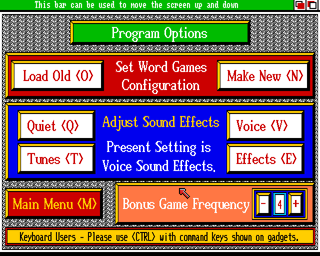 This bar can be used to move the screen up and down
Program Options
Load Old <O>
Set Word Games
Configuration
Make New <N>
Quiet <Q>
Adjust Sound Effects
Voice <V>
Tunes <T>
Present Setting is
Voice Sound Effects.
Effects <E>
Main Menu <M>
Bonus Game Frequency
- 4 +
Keyboard Users - Please use <CTRL> with command keys shown on gadgets.